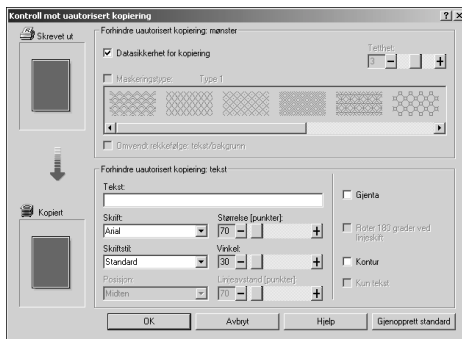 Kontroll mot uautorisert kopiering
Skrevet ut
Forhindre uautorisert kopiering: mønster
Datasikkerhet for kopiering
Tetthet:
3
Maskeringstype: Type 1
Omvendt rekkefølge: tekst/bakgrunn
Kopiert
Forhindre uautorisert kopiering: tekst
Tekst:
Gjenta
Skrift:
Størrelse [punkter]:
Arial
70
Roter 180 grader ved
linjeskift
Skriftstil:
Vinkel:
Standard
30
Kontur
Posisjon:
Linjeavstand [punkter]
Midten
70
Kun tekst
OK
Avbryt
Hjelp
Gjenopprett standard